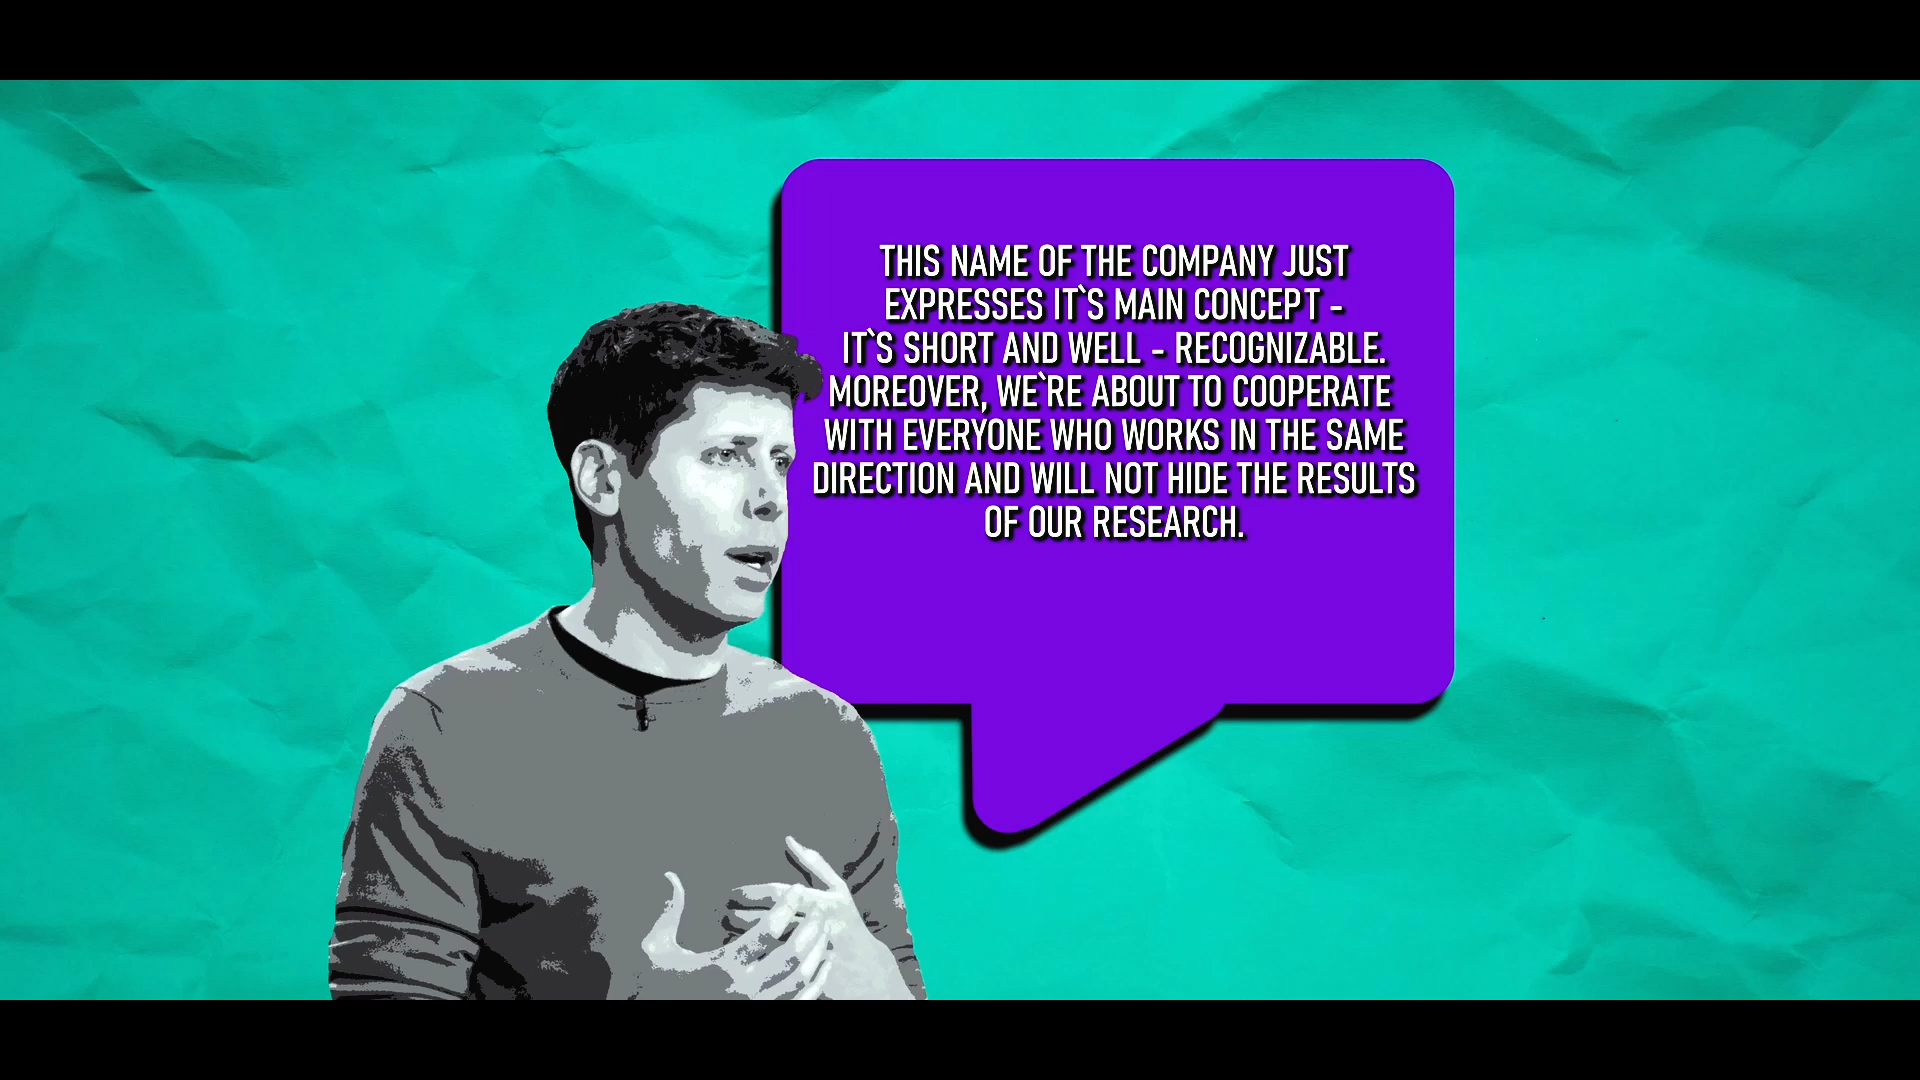 THIS NAME OF THE COMPANY JUST
EXPRESSES IT`S MAIN CONCEPT -
IT`S SHORT AND WELL - RECOGNIZABLE.
MOREOVER, WE`RE ABOUT TO COOPERATE
WITH EVERYONE WHO WORKS IN THE SAME
DIRECTION AND WILL NOT HIDE THE RESULTS
OF OUR RESEARCH.